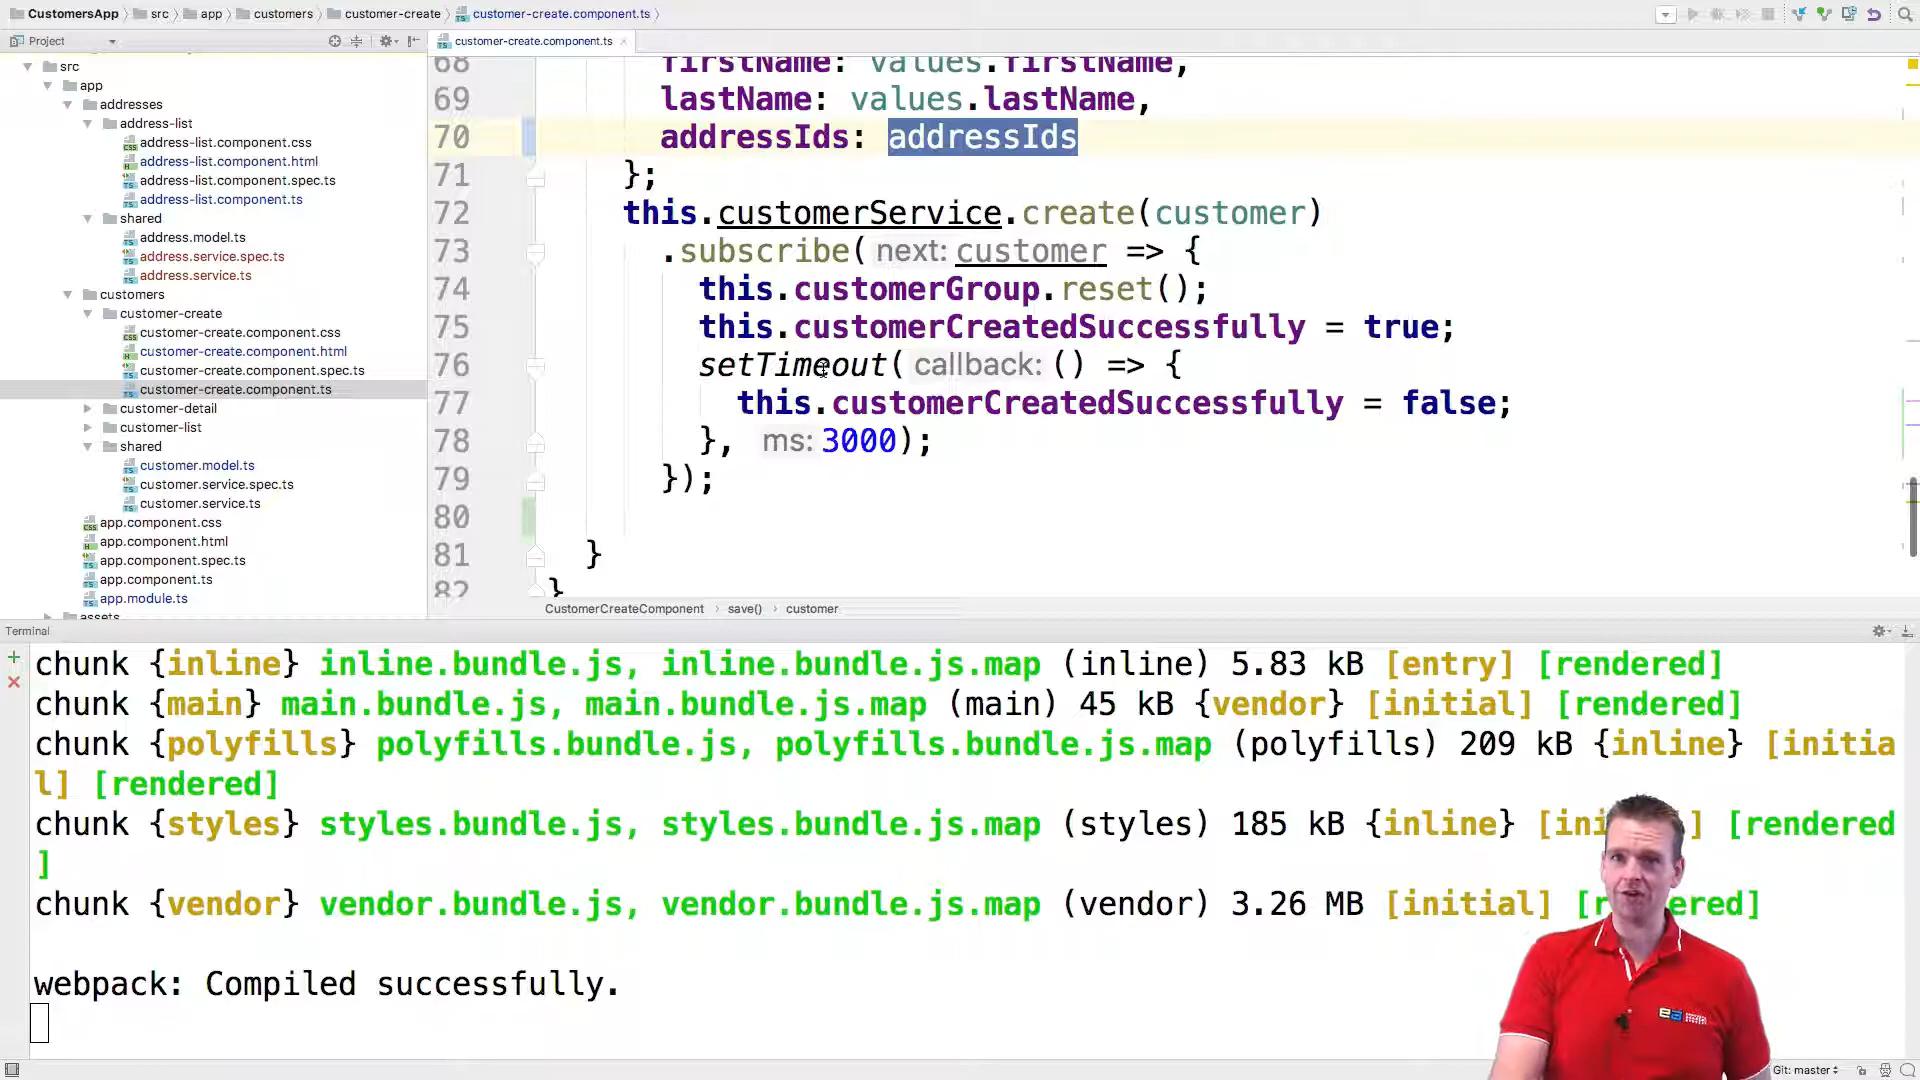 CustomersApp src app customers customer-create customer-create.component.ts
Project
customer-create.component.ts
src
app
addresses
address-list
address-list.component.css
address-list.component.html
address-list.component.spec.ts
address-list.component.ts
shared
address.model.ts
address.service.spec.ts
address.service.ts
customers
customer-create
customer-create.component.css
customer-create.component.html
customer-create.component.spec.ts
customer-create.component.ts
customer-detail
customer-list
shared
customer.model.ts
customer.service.spec.ts
customer.service.ts
app.component.css
app.component.html
app.component.spec.ts
app.component.ts
app.module.ts
assets
68 firstName: values.firstName,
69 lastName: values.lastName,
70 addressIds: addressIds
71 };
72 this.customerService.create(customer)
73 .subscribe( next: customer => {
74 this.customerGroup.reset();
75 this.customerCreatedSuccessfully = true;
76 setTimeout( callback: () => {
77 this.customerCreatedSuccessfully = false;
78 }, ms: 3000);
79 });
80
81 }
82 }
CustomerCreateComponent save() customer
Terminal
chunk {inline} inline.bundle.js, inline.bundle.js.map (inline) 5.83 kB [entry] [rendered]
chunk {main} main.bundle.js, main.bundle.js.map (main) 45 kB {vendor} [initial] [rendered]
chunk {polyfills} polyfills.bundle.js, polyfills.bundle.js.map (polyfills) 209 kB {inline} [initia
l] [rendered]
chunk {styles} styles.bundle.js, styles.bundle.js.map (styles) 185 kB {inline} [ini ] [rendered
]
chunk {vendor} vendor.bundle.js, vendor.bundle.js.map (vendor) 3.26 MB [initial] [r ered]
webpack: Compiled successfully.
Git: master